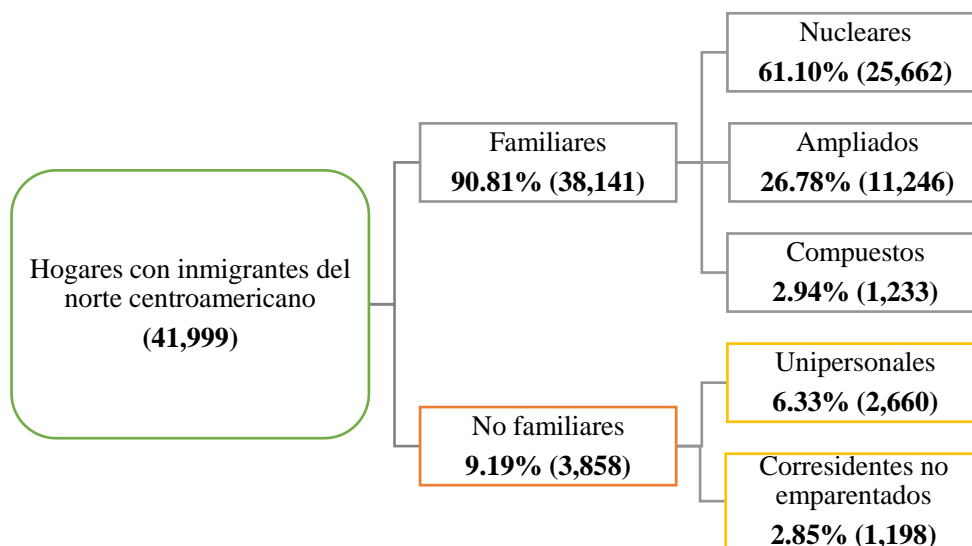 Hogares con inmigrantes del
norte centroamericano
(41,999)
Familiares
90.81% (38,141)
Nucleares
61.10% (25,662)
Ampliados
26.78% (11,246)
Compuestos
2.94% (1,233)
No familiares
9.19% (3,858)
Unipersonales
6.33% (2,660)
Corresidentes no
emparentados
2.85% (1,198)